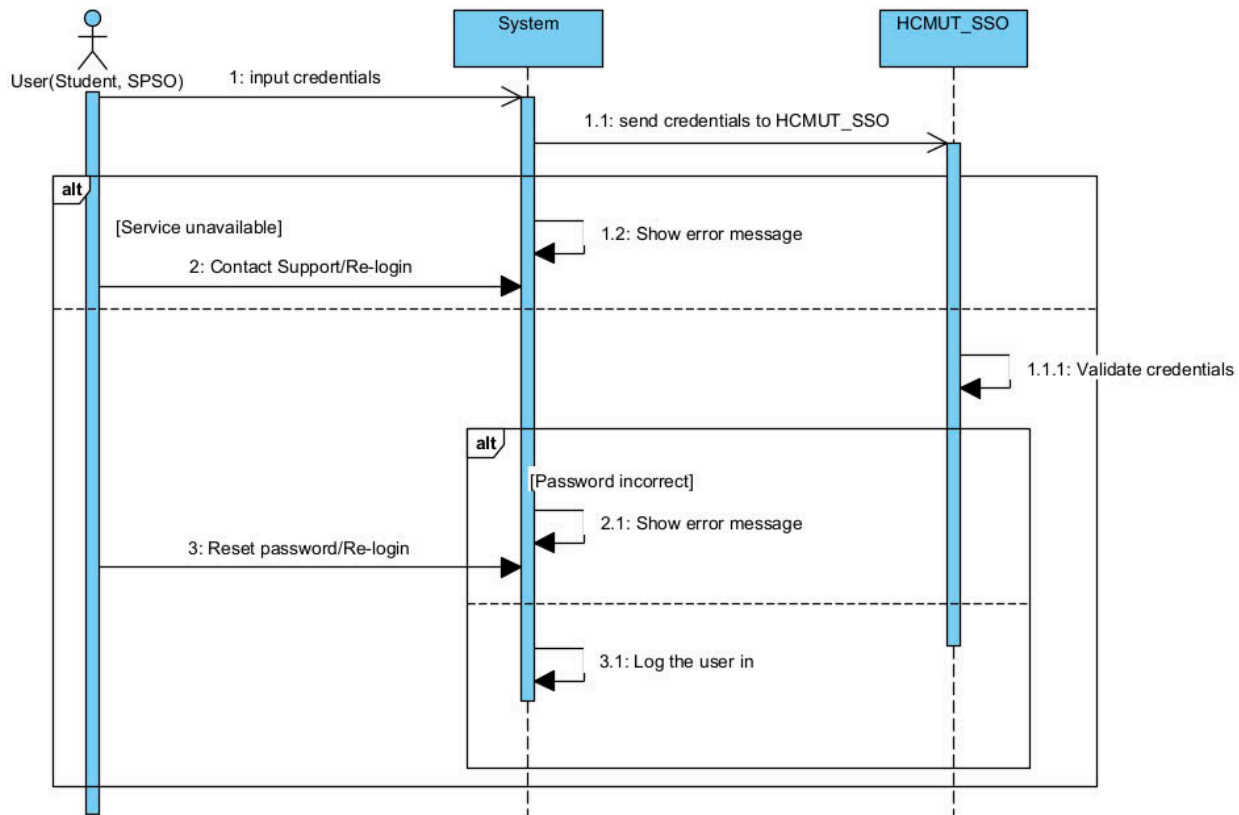 System
HCMUT_SSO
User(Student, SPSO)
1: input credentials
1.1: send credentials to HCMUT_SSO
alt
[Service unavailable]
1.2: Show error message
2: Contact Support/Re-login
1.1.1: Validate credentials
alt
[Password incorrect]
2.1: Show error message
3: Reset password/Re-login
3.1: Log the user in